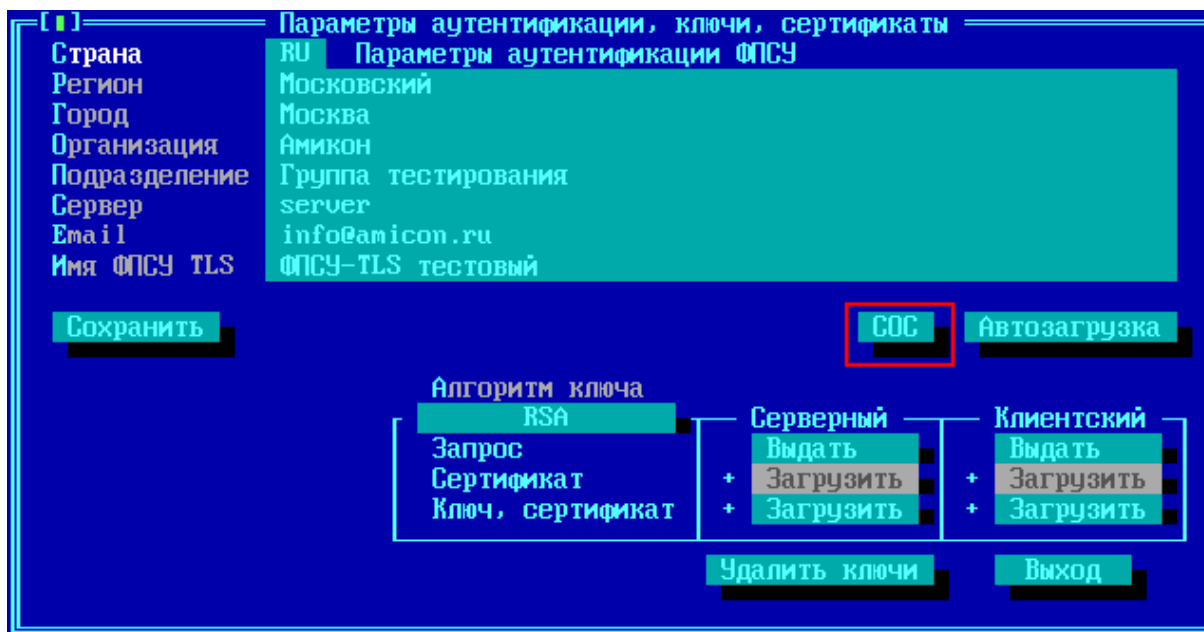 [▮] Параметры аутентификации, ключи, сертификаты
Страна RU Параметры аутентификации ФПСУ
Регион Московский
Город Москва
Организация Амикон
Подразделение Группа тестирования
Сервер server
Email info@amicon.ru
Имя ФПСУ TLS ФПСУ-TLS тестовый
Сохранить СОС Автозагрузка
Алгоритм ключа
RSA Серверный Клиентский
Запрос Выдать Выдать
Сертификат + Загрузить + Загрузить
Ключ, сертификат + Загрузить + Загрузить
Удалить ключи Выход